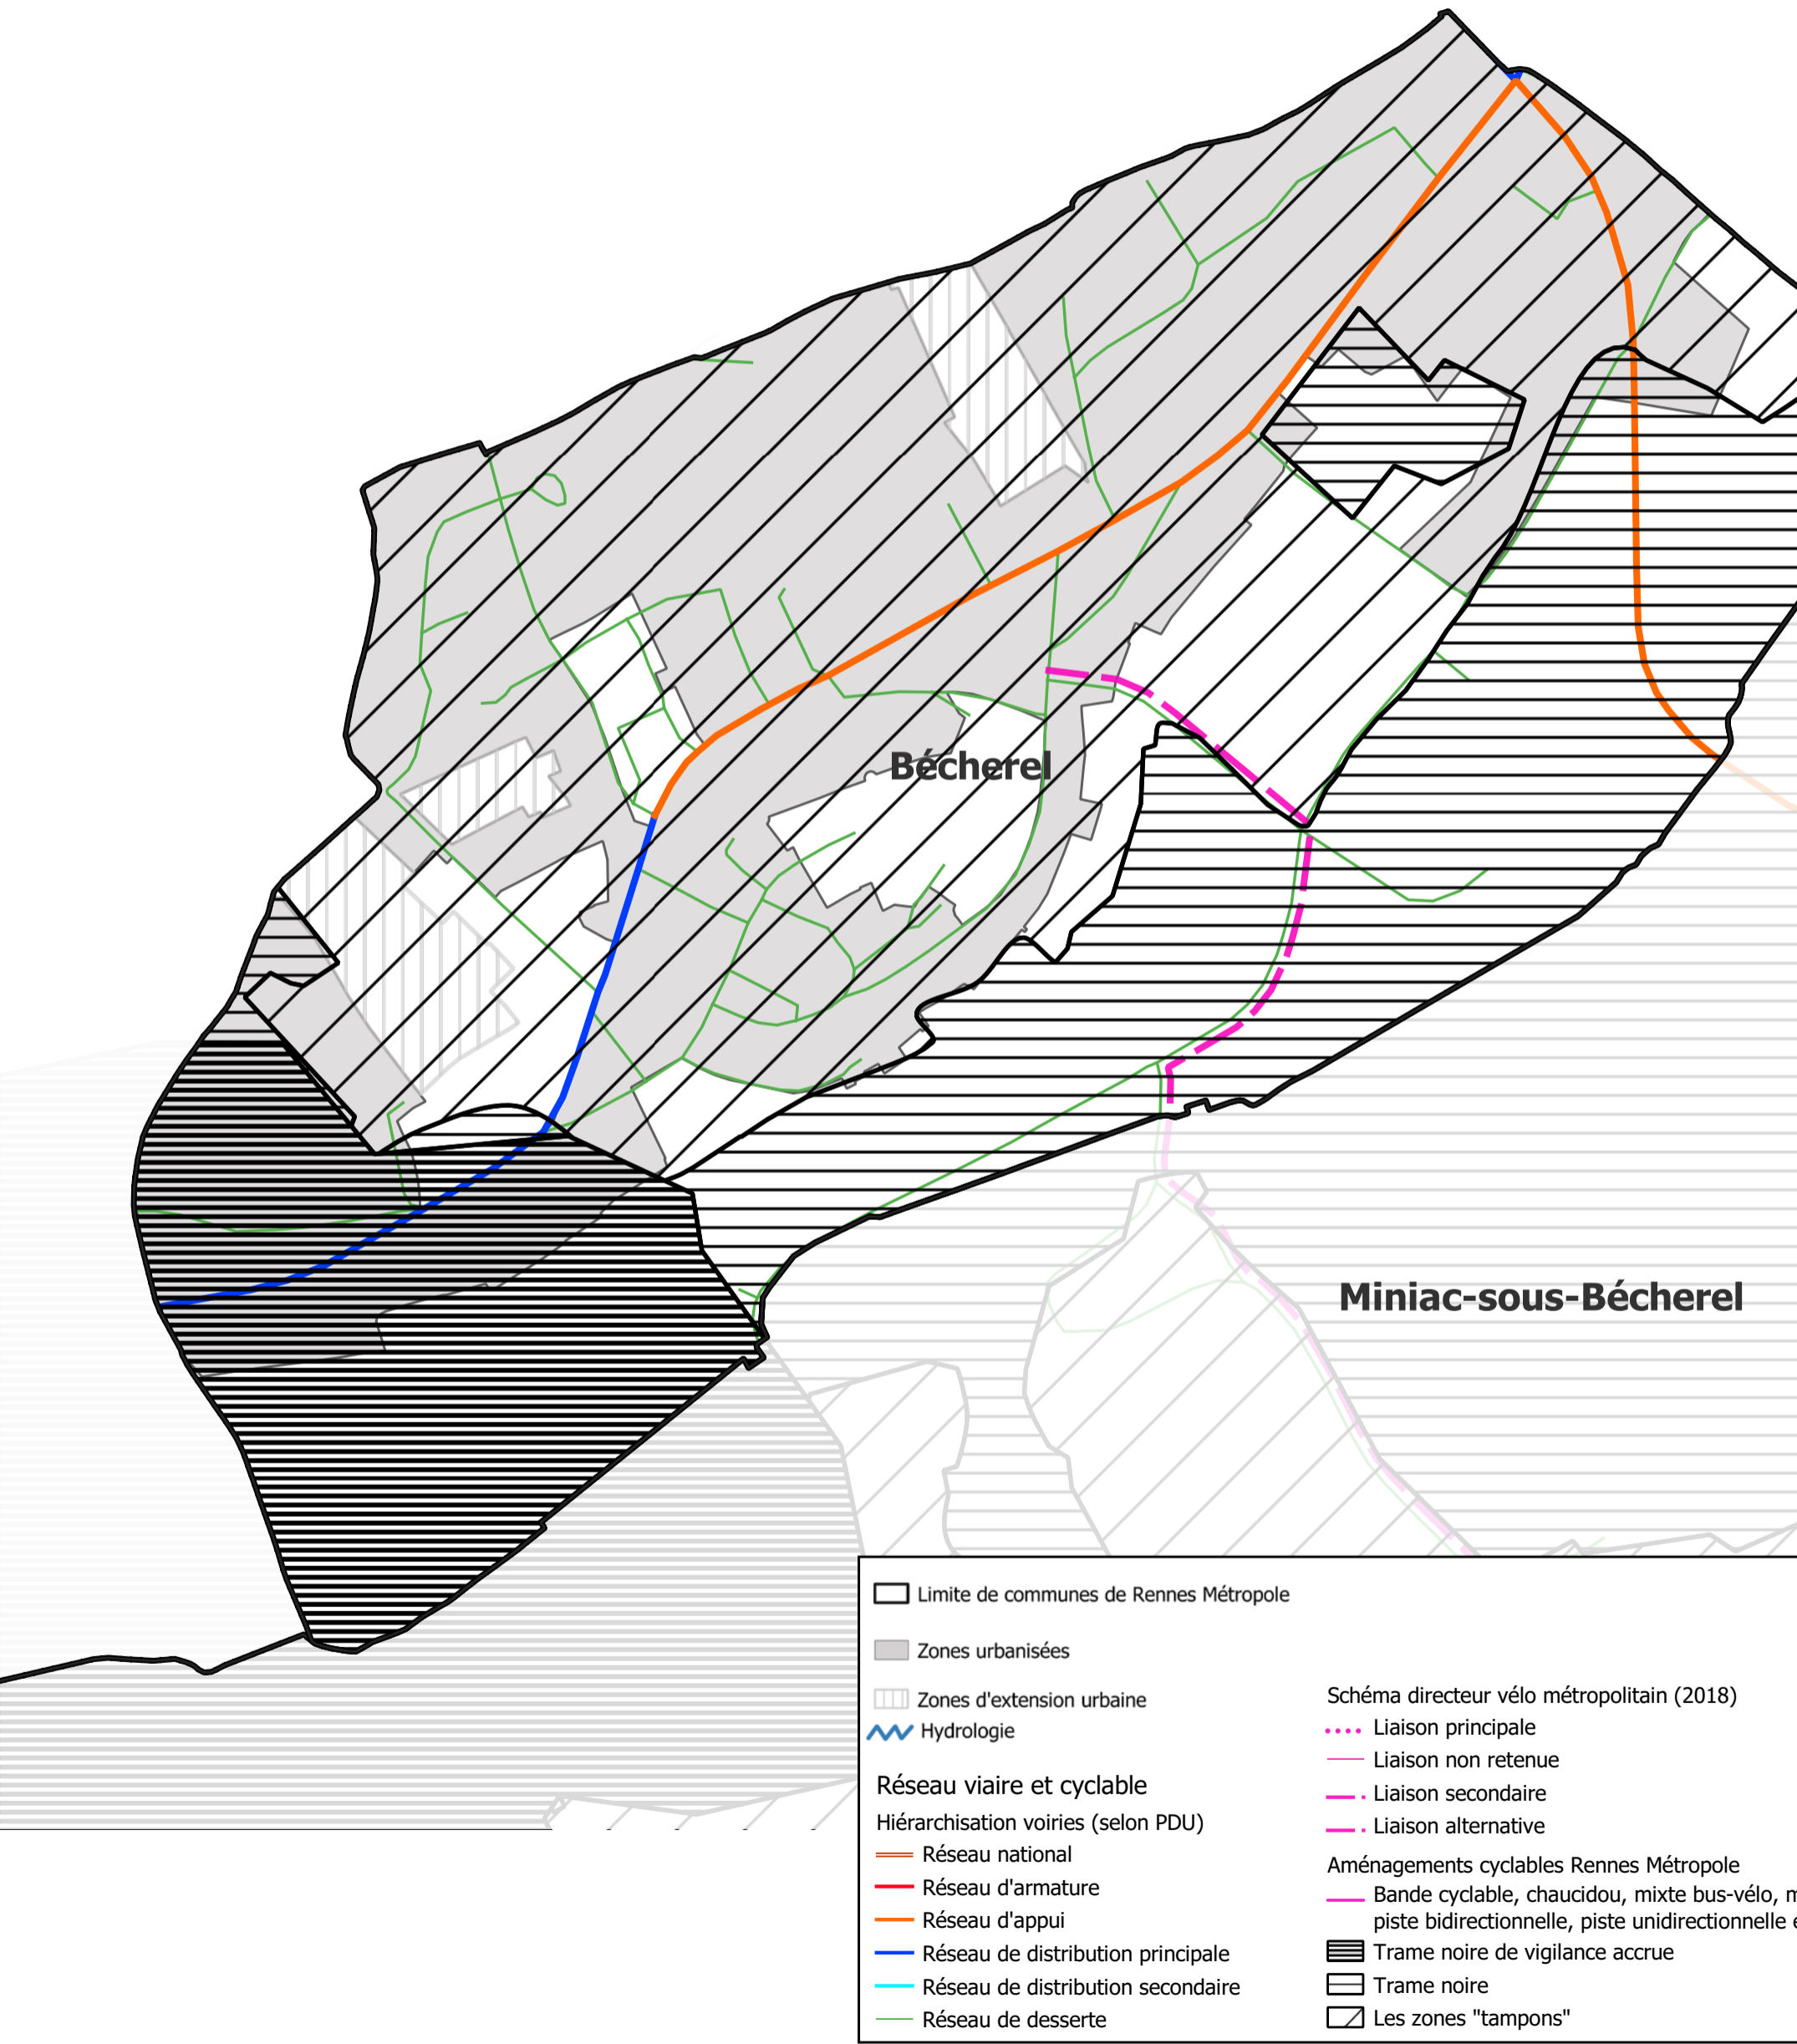 Bécherel
Miniac-sous-Bécherel
Limite de communes de Rennes Métropole
Zones urbanisées
Zones d'extension urbaine
Hydrologie
Réseau viaire et cyclable
Hiérarchisation voiries (selon PDU)
Réseau national
Réseau d'armature
Réseau d'appui
Réseau de distribution principale
Réseau de distribution secondaire
Réseau de desserte
Schéma directeur vélo métropolitain (2018)
Liaison principale
Liaison non retenue
Liaison secondaire
Liaison alternative
Aménagements cyclables Rennes Métropole
Bande cyclable, chaucidou, mixte bus-vélo,
piste bidirectionnelle, piste unidirectionnelle
Trame noire de vigilance accrue
Trame noire
Les zones "tampons"